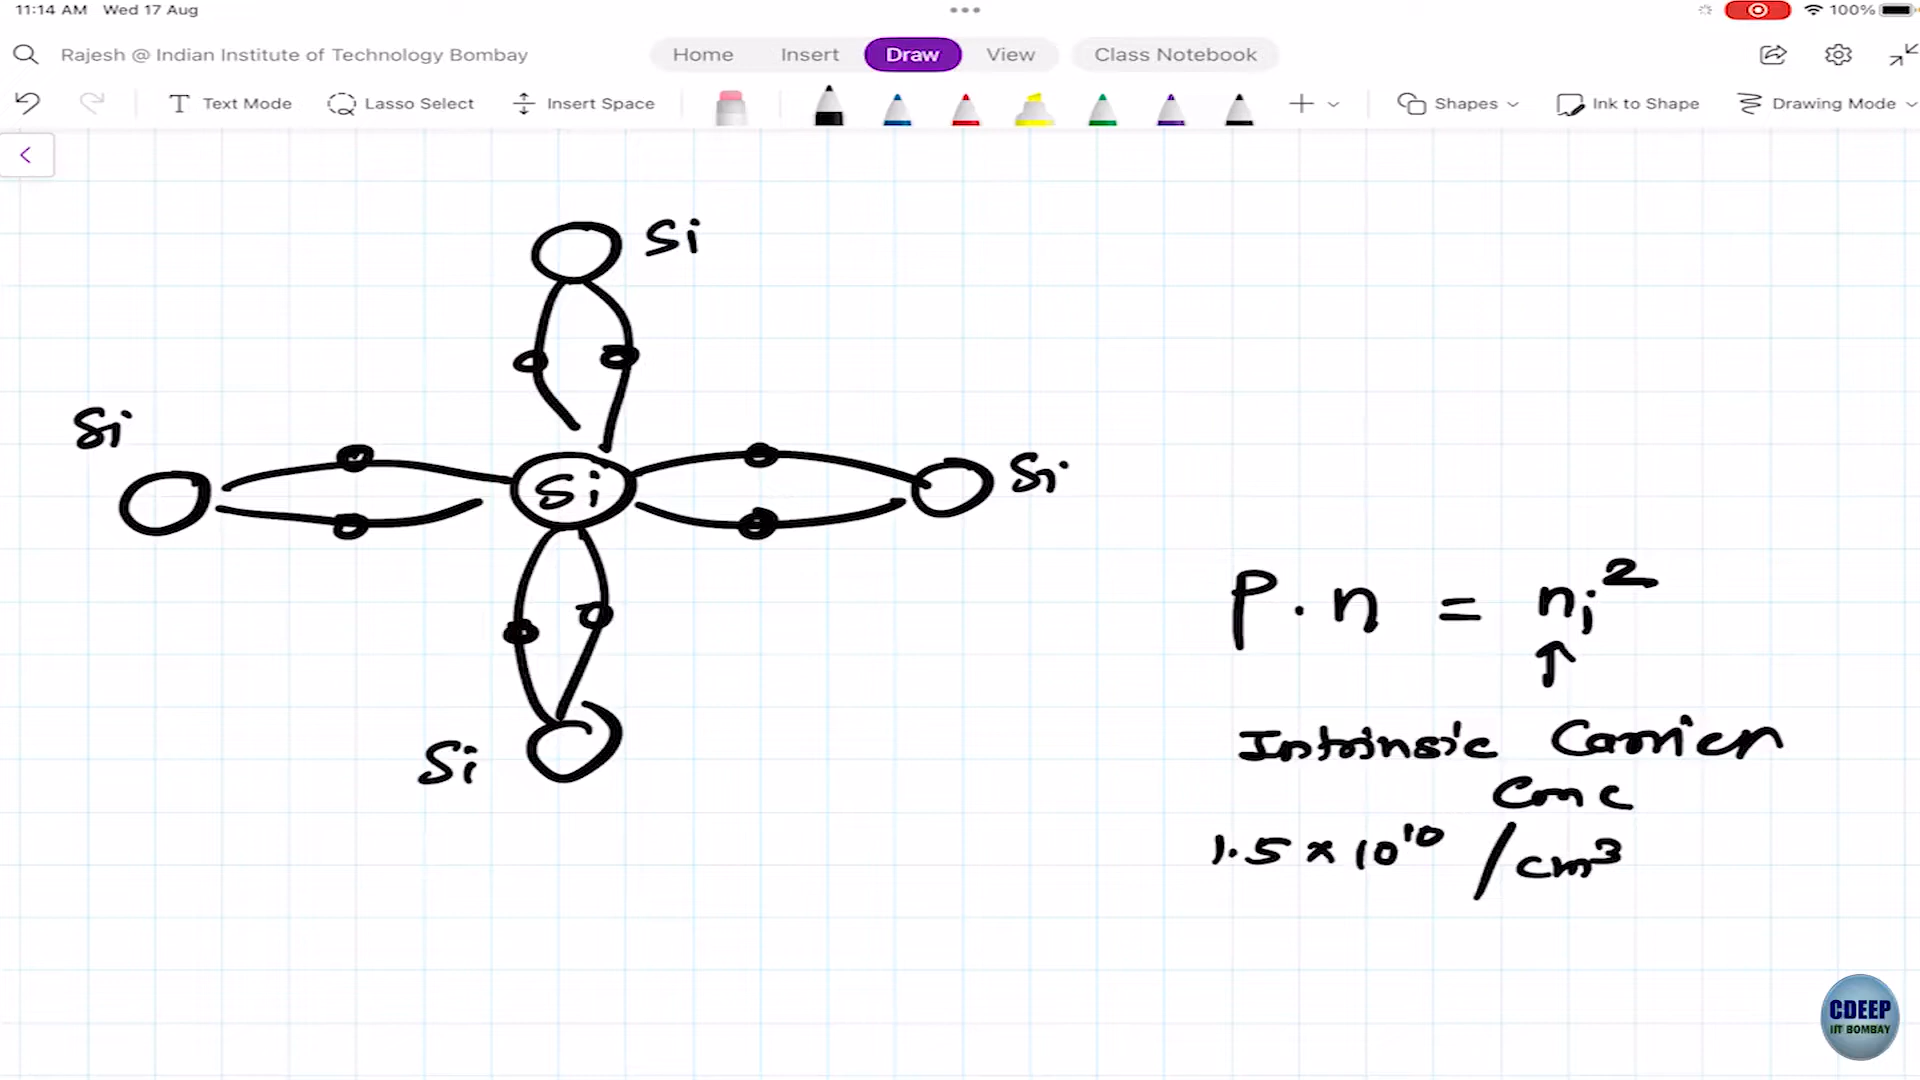 11:14 AM Wed 17 Aug
100%
Rajesh @ Indian Institute of Technology Bombay
Home Insert Draw View Class Notebook
Text Mode Lasso Select Insert Space Shapes Ink to Shape Drawing Mode
Si
Si
Si
Si
Si
p · n = ni²
↑
Intrinsic Carrier
Conc
1.5 × 10¹⁰ / cm³
CDEEP
IIT BOMBAY